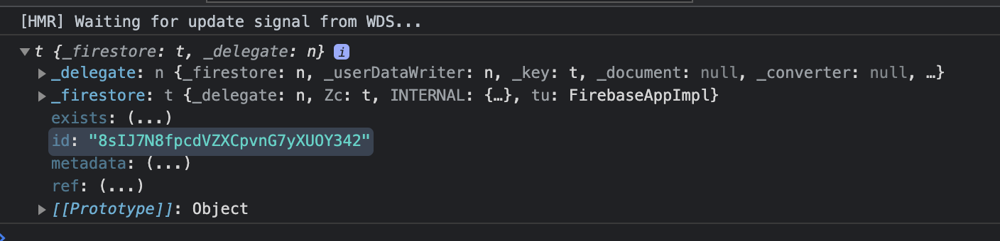 [HMR] Waiting for update signal from WDS...
t {_firestore: t, _delegate: n} i
_delegate: n {_firestore: n, _userDataWriter: n, _key: t, _document: null, _converter: null, …}
_firestore: t {_delegate: n, Zc: t, INTERNAL: {…}, tu: FirebaseAppImpl}
exists: (...)
id: "8sIJ7N8fpcdVZXCpvnG7yXUOY342"
metadata: (...)
ref: (...)
[[Prototype]]: Object